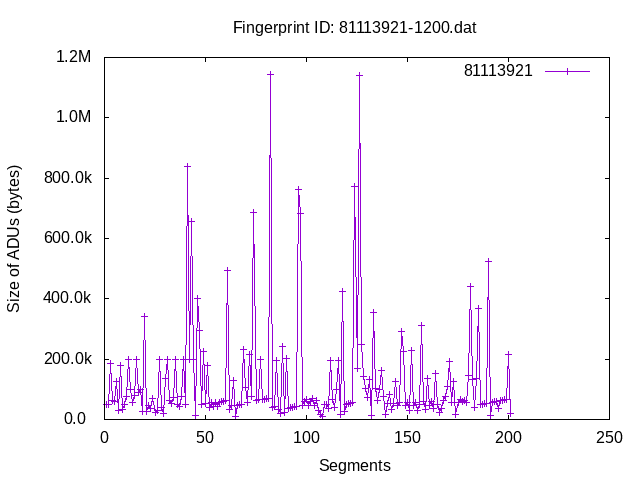 Fingerprint ID: 81113921-1200.dat
81113921
Size of ADUs (bytes)
1.2M
1.0M
800.0k
600.0k
400.0k
200.0k
0.0
0 50 100 150 200 250
Segments